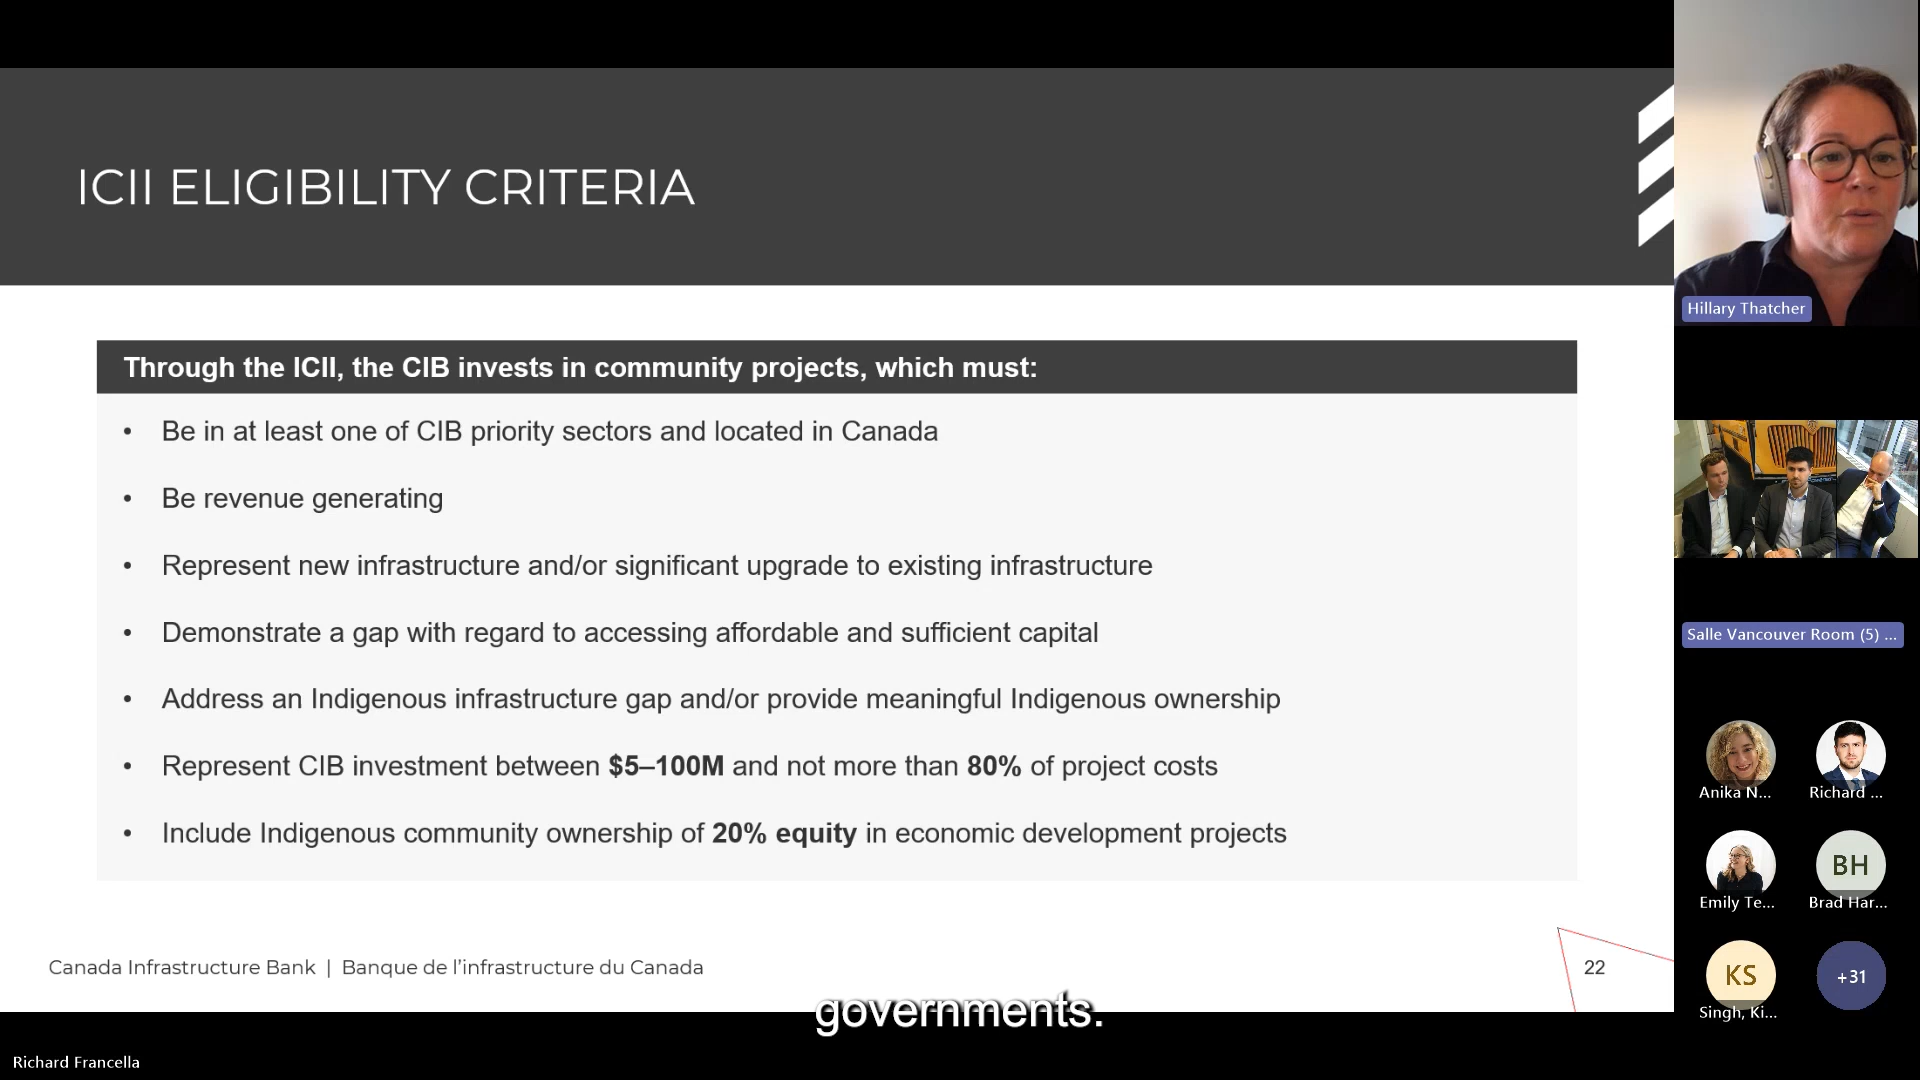 ICII ELIGIBILITY CRITERIA
Through the ICII, the CIB invests in community projects, which must:
• Be in at least one of CIB priority sectors and located in Canada
• Be revenue generating
• Represent new infrastructure and/or significant upgrade to existing infrastructure
• Demonstrate a gap with regard to accessing affordable and sufficient capital
• Address an Indigenous infrastructure gap and/or provide meaningful Indigenous ownership
• Represent CIB investment between $5–100M and not more than 80% of project costs
• Include Indigenous community ownership of 20% equity in economic development projects
Canada Infrastructure Bank | Banque de l’infrastructure du Canada
22
governments.
Richard Francella
Hillary Thatcher
Salle Vancouver Room (5) ...
Anika N...
Richard ...
Emily Te...
BH
Brad Har...
KS
Singh, Ki...
+31